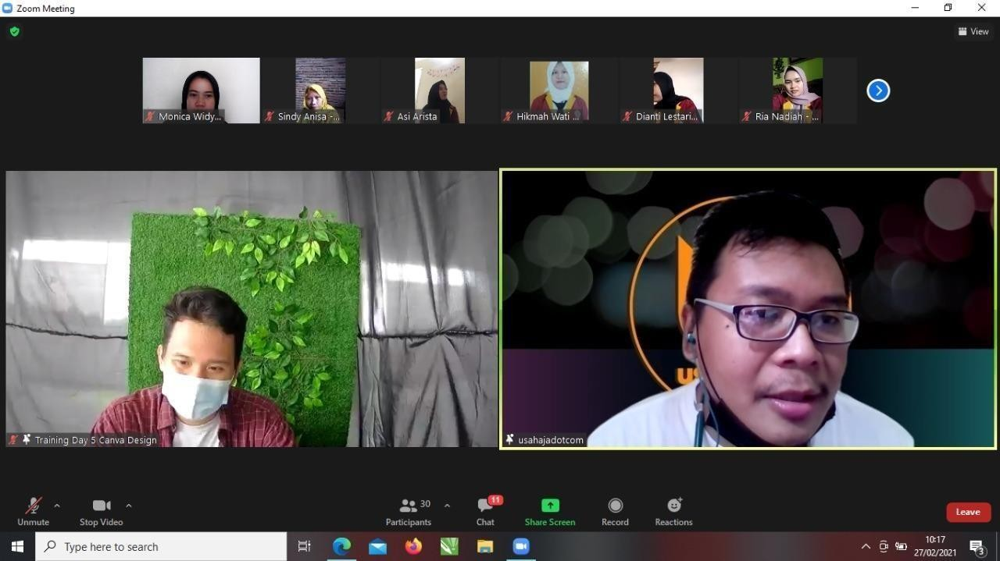 Zoom Meeting
View
Monica Widy...
Sindy Anisa -...
Asi Arista
Hikmah Wati ...
Dianti Lestari...
Ria Nadiah - ...
Training Day 5 Canva Design
usahajadotcom
Unmute
Stop Video
30
Participants
11
Chat
Share Screen
Record
Reactions
Leave
Type here to search
10:17
27/02/2021
3